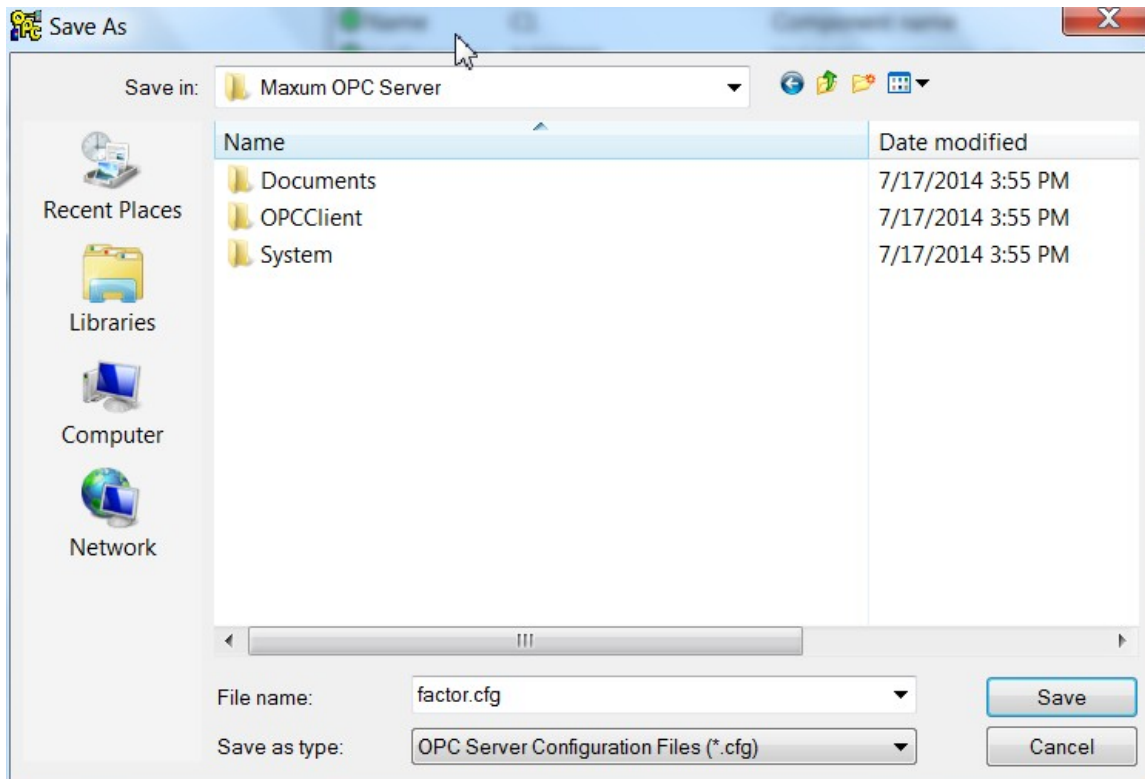 Save As
Save in: Maxum OPC Server
Name Date modified
Documents 7/17/2014 3:55 PM
OPCClient 7/17/2014 3:55 PM
System 7/17/2014 3:55 PM
Recent Places
Libraries
Computer
Network
File name: factor.cfg Save
Save as type: OPC Server Configuration Files (*.cfg) Cancel